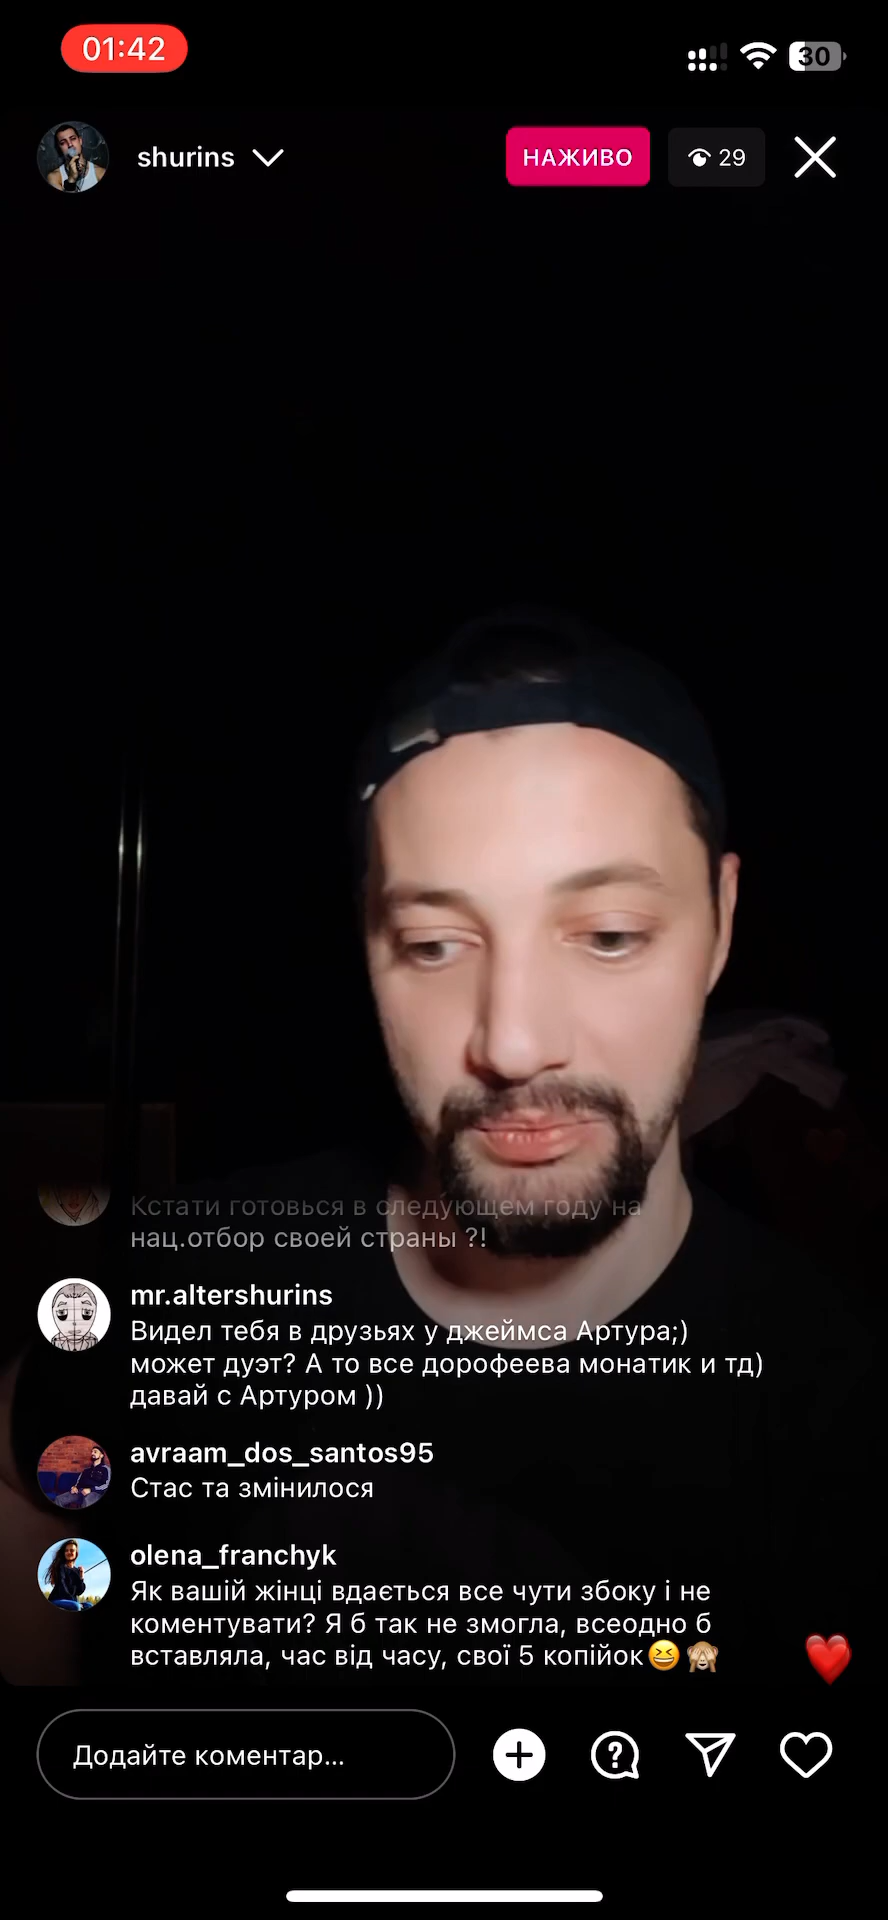 01:42
30
shurins
НАЖИВО
29
Кстати готовься в следующем году на
нац.отбор своей страны ?!
mr.altershurins
Видел тебя в друзьях у джеймса Артура;)
может дуэт? А то все дорофеева монатик и тд)
давай с Артуром ))
avraam_dos_santos95
Стас та змінилося
olena_franchyk
Як вашій жінці вдається все чути збоку і не
коментувати? Я б так не змогла, всеодно б
вставляла, час від часу, свої 5 копійок😆🙈
Додайте коментар...